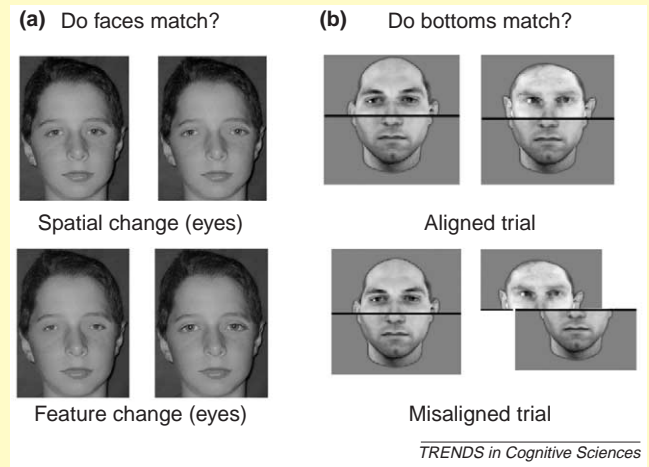 (a) Do faces match?
Spatial change (eyes)
Feature change (eyes)
(b) Do bottoms match?
Aligned trial
Misaligned trial
TRENDS in Cognitive Sciences